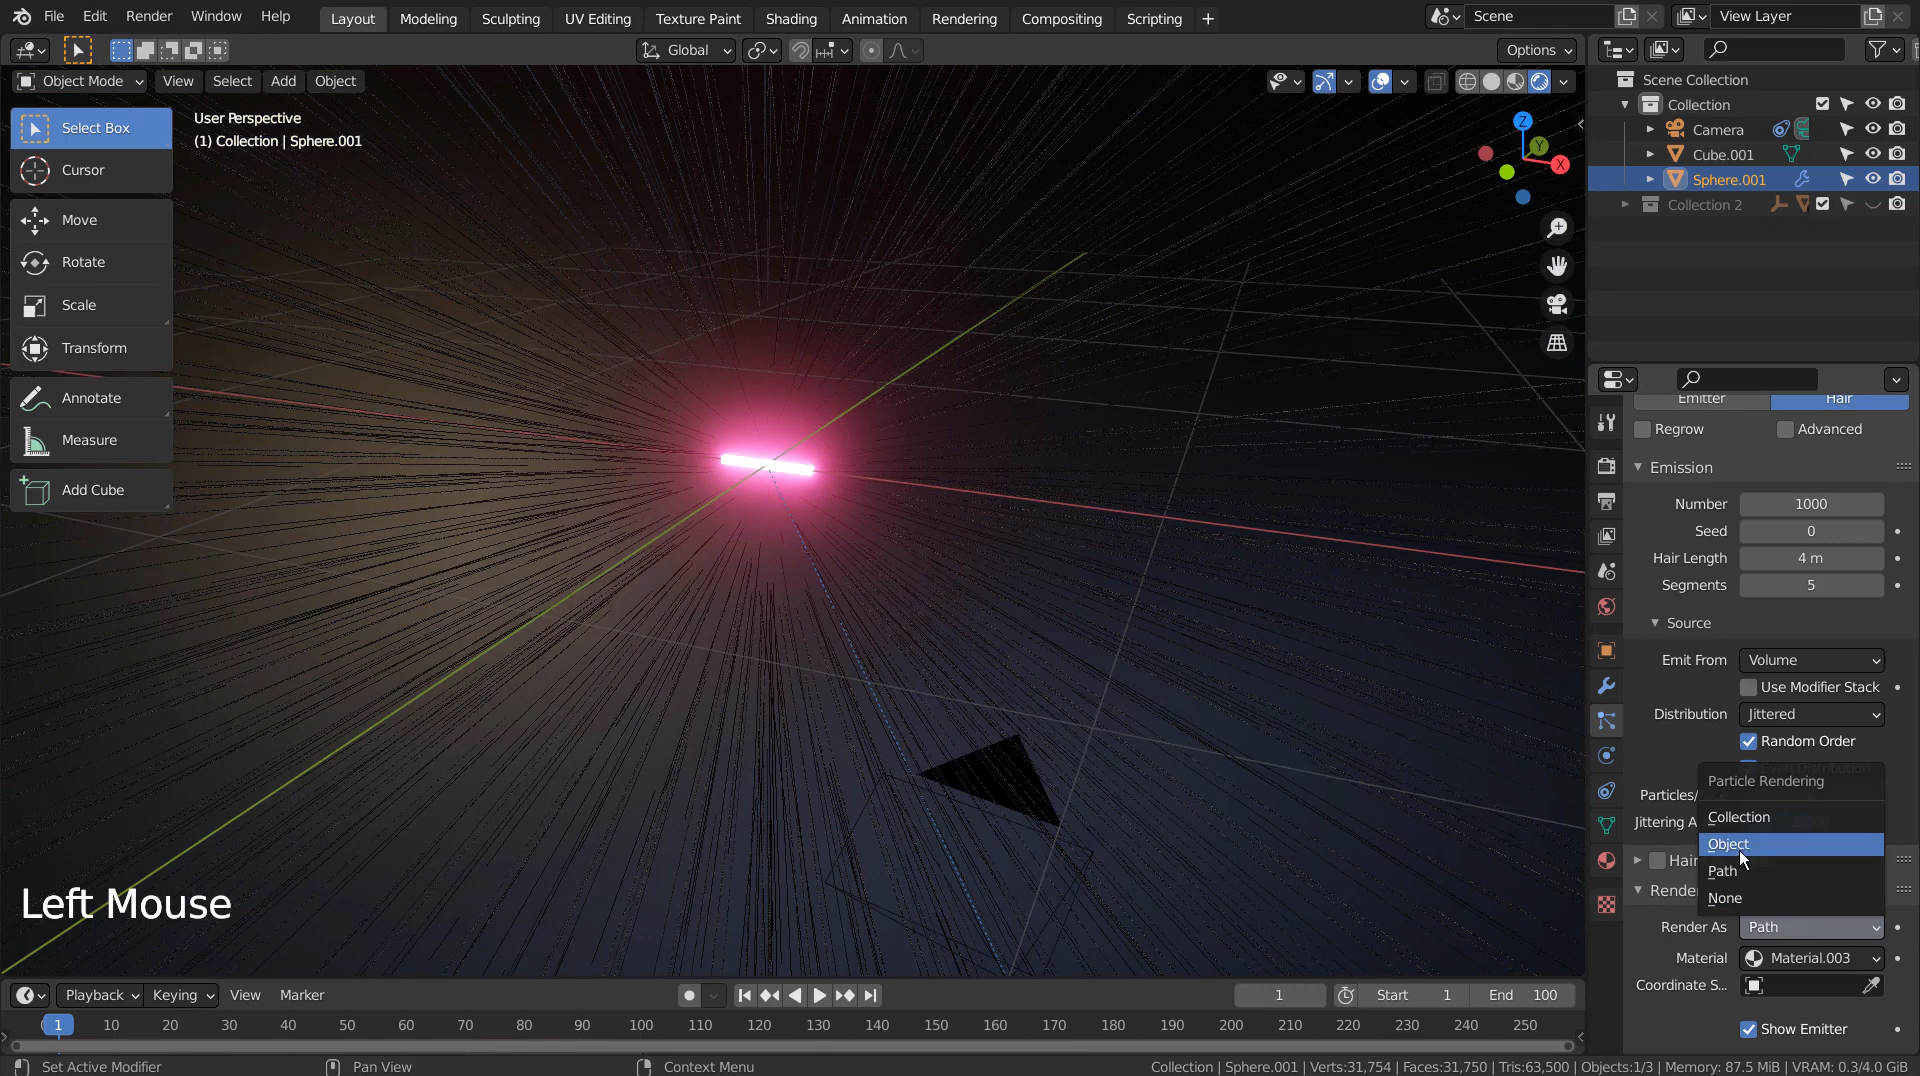 File Edit Render Window Help Layout Modeling Sculpting UV Editing Texture Paint Shading Animation Rendering Compositing Scripting + Scene View Layer
Global Options
Object Mode View Select Add Object
Select Box
Cursor
Move
Rotate
Scale
Transform
Annotate
Measure
Add Cube
User Perspective
(1) Collection | Sphere.001
Z
Y
X
Left Mouse
Scene Collection
Collection
Camera
Cube.001
Sphere.001
Collection 2
Emitter Hair
Regrow Advanced
Emission
Number 1000
Seed 0
Hair Length 4 m
Segments 5
Source
Emit From Volume
Use Modifier Stack
Distribution Jittered
Random Order
Particle Rendering
Particles/
Collection
Jittering A
Object
Hair
Path
Render
None
Render As Path
Material Material.003
Coordinate S...
Show Emitter
Playback Keying View Marker 1 Start 1 End 100
1 10 20 30 40 50 60 70 80 90 100 110 120 130 140 150 160 170 180 190 200 210 220 230 240 250
Set Active Modifier Pan View Context Menu Collection | Sphere.001 | Verts:31,754 | Faces:31,750 | Tris:63,500 | Objects:1/3 | Memory: 87.5 MiB | VRAM: 0.3/4.0 GiB